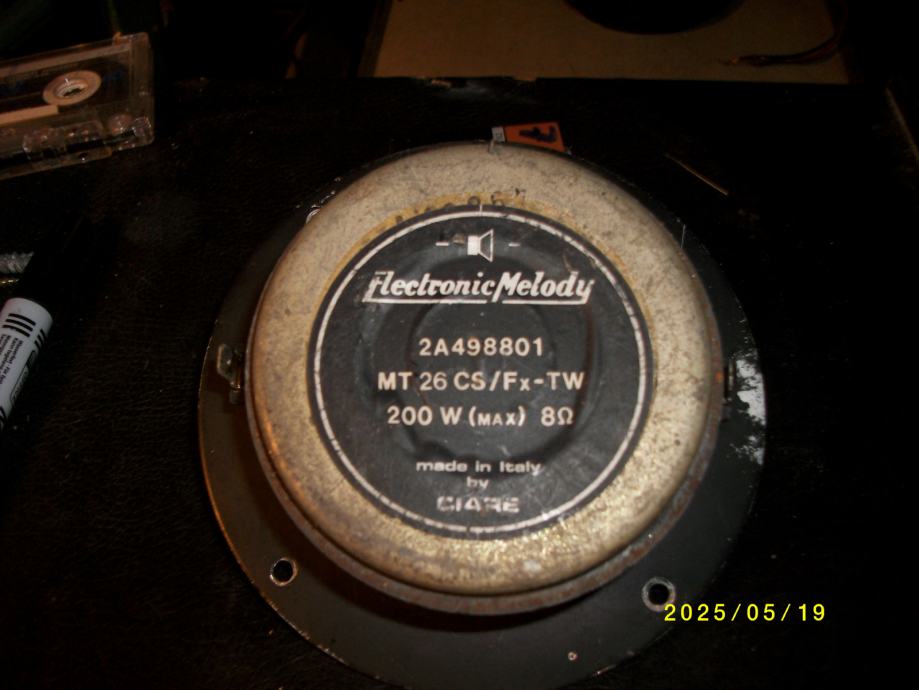 Electronic Melody
2A498801
MT 26 CS/Fx-TW
200 W (MAX) 8Ω
made in Italy
by
CIARE
2025/05/19